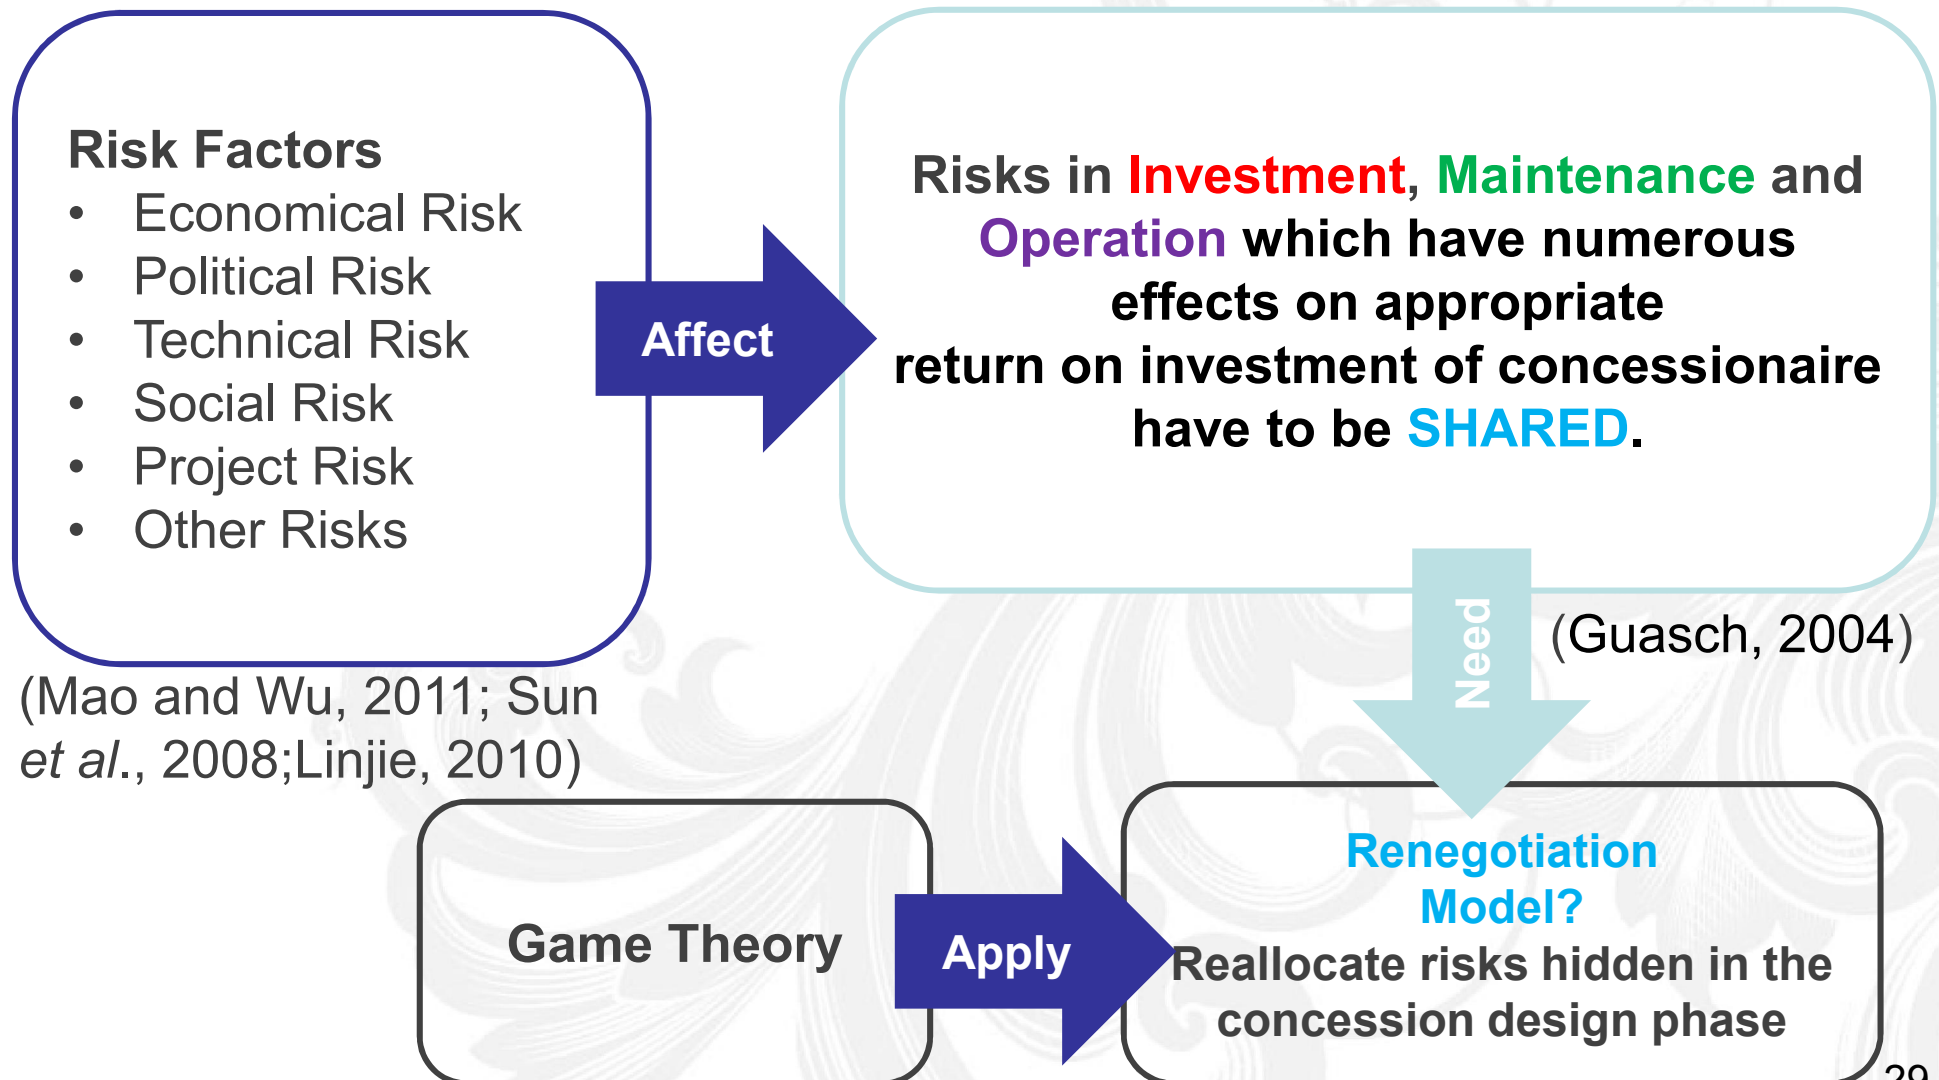 Risk Factors
• Economical Risk
• Political Risk
• Technical Risk
• Social Risk
• Project Risk
• Other Risks
(Mao and Wu, 2011; Sun
et al., 2008;Linjie, 2010)
Affect
Risks in Investment, Maintenance and
Operation which have numerous
effects on appropriate
return on investment of concessionaire
have to be SHARED.
Need
(Guasch, 2004)
Game Theory
Apply
Renegotiation
Model?
Reallocate risks hidden in the
concession design phase
29